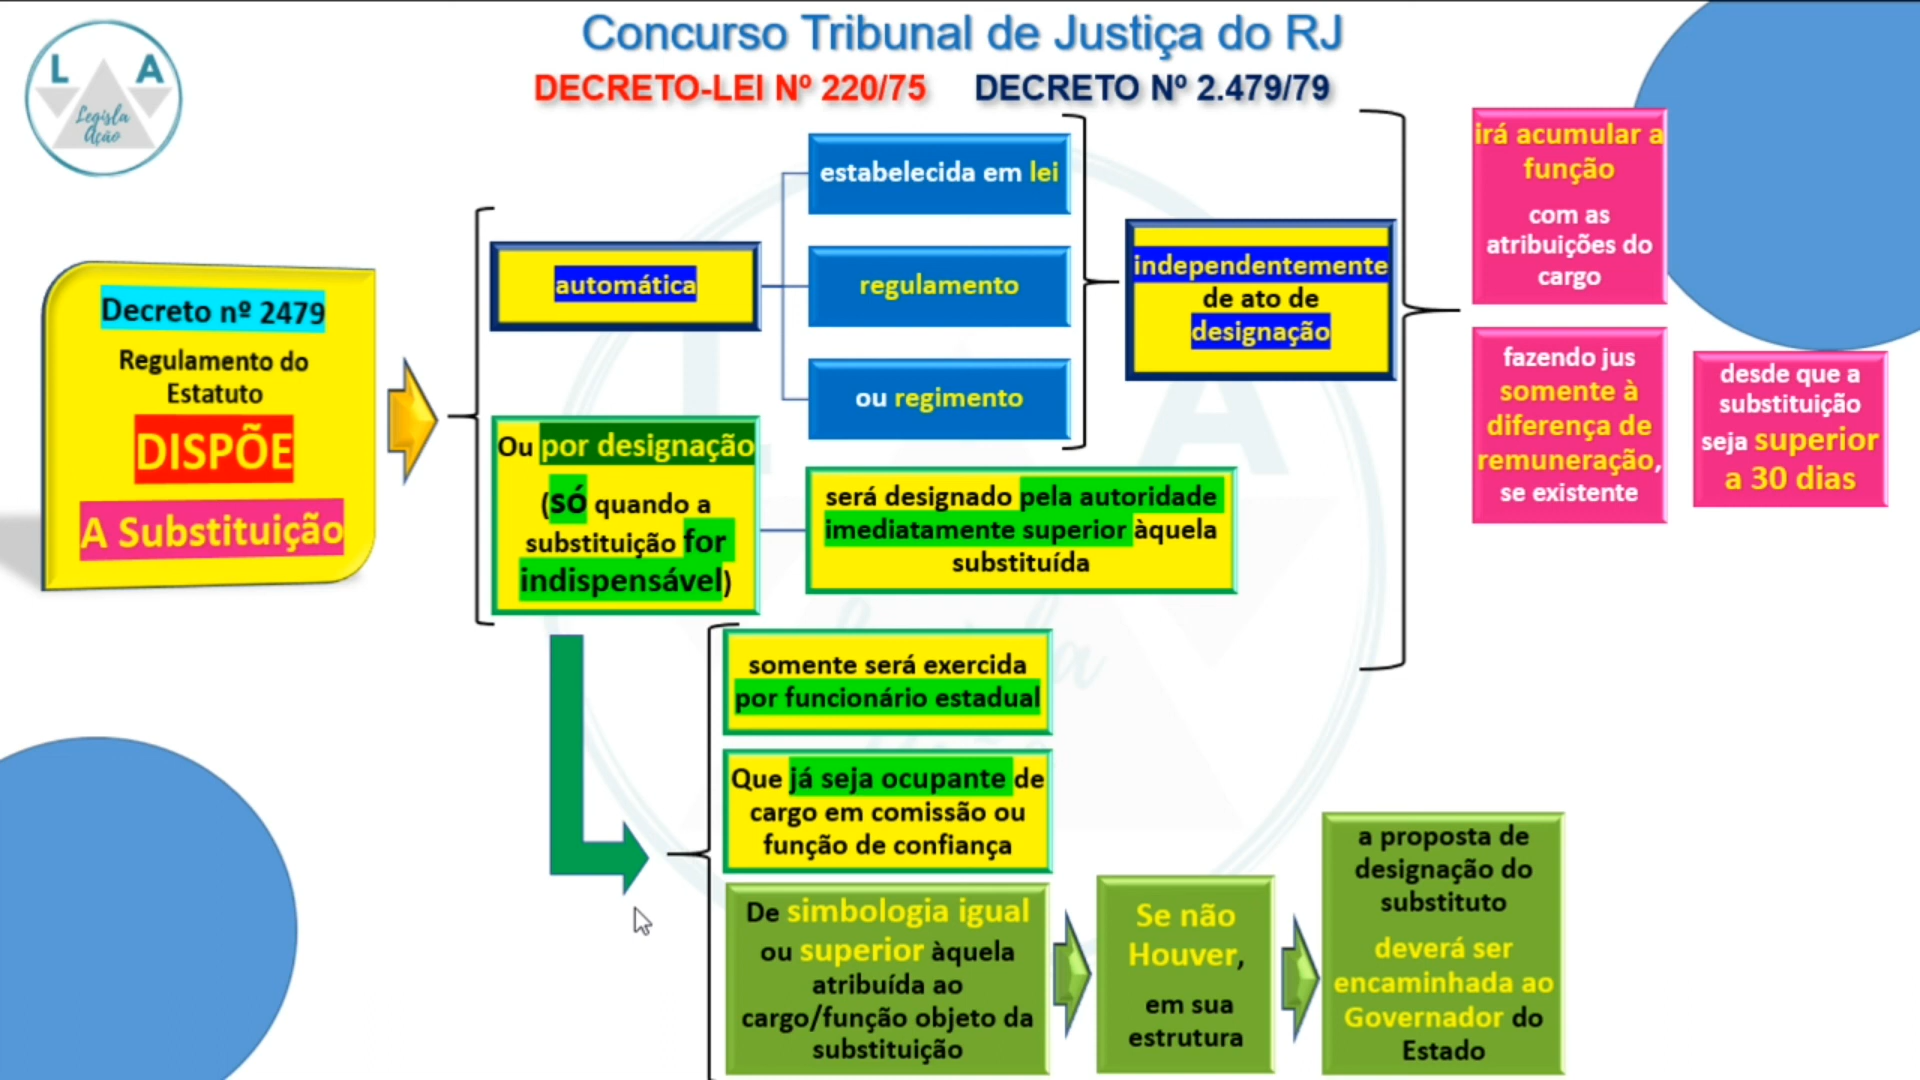 L A
Legisla
Ação
Concurso Tribunal de Justiça do RJ
DECRETO-LEI Nº 220/75 DECRETO Nº 2.479/79
Decreto nº 2479
Regulamento do
Estatuto
DISPÕE
A Substituição
automática
estabelecida em lei
regulamento
ou regimento
independentemente
de ato de
designação
Ou por designação
(só quando a
substituição for
indispensável)
será designado pela autoridade
imediatamente superior àquela
substituída
irá acumular a
função
com as
atribuições do
cargo
fazendo jus
somente à
diferença de
remuneração,
se existente
desde que a
substituição
seja superior
a 30 dias
somente será exercida
por funcionário estadual
Que já seja ocupante de
cargo em comissão ou
função de confiança
De simbologia igual
ou superior àquela
atribuída ao
cargo/função objeto da
substituição
Se não
Houver,
em sua
estrutura
a proposta de
designação do
substituto
deverá ser
encaminhada ao
Governador do
Estado